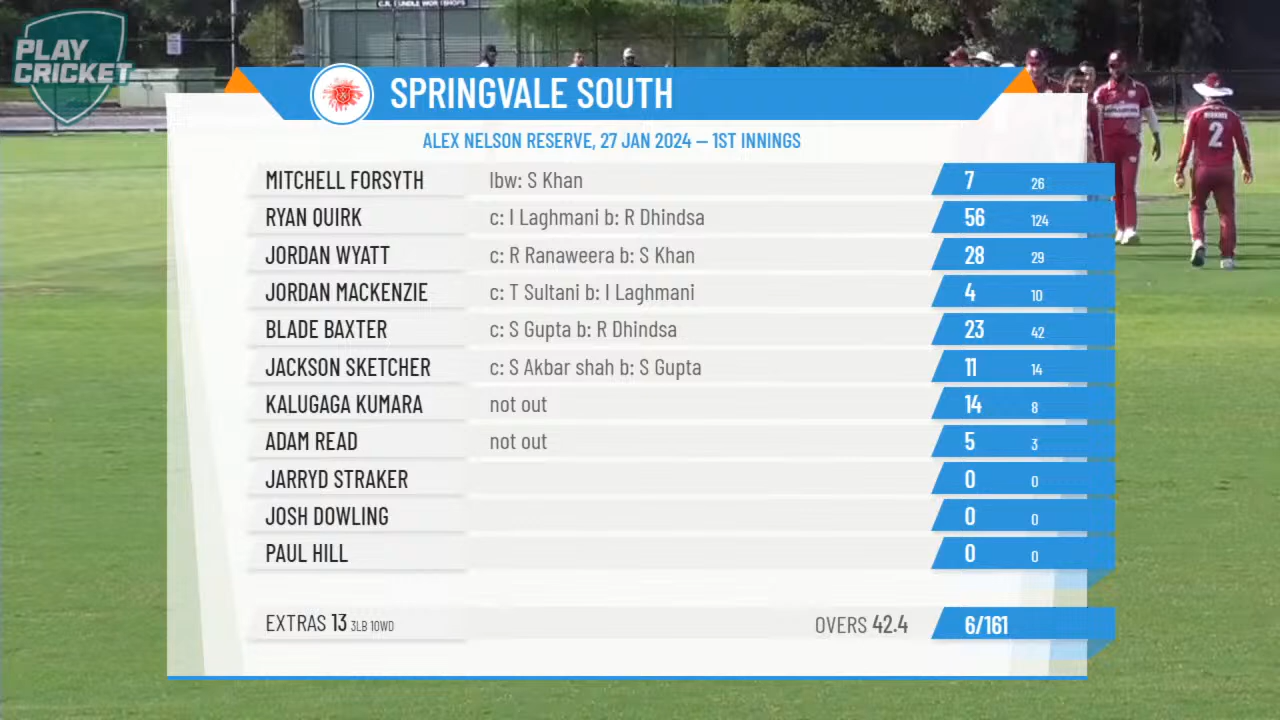 C.R. TUNDLE WORKSHOPS
PLAY
CRICKET
SPRINGVALE SOUTH
ALEX NELSON RESERVE, 27 JAN 2024 – 1ST INNINGS
MITCHELL FORSYTH lbw: S Khan 7 26
RYAN QUIRK c: I Laghmani b: R Dhindsa 56 124
JORDAN WYATT c: R Ranaweera b: S Khan 28 29
JORDAN MACKENZIE c: T Sultani b: I Laghmani 4 10
BLADE BAXTER c: S Gupta b: R Dhindsa 23 42
JACKSON SKETCHER c: S Akbar shah b: S Gupta 11 14
KALUGAGA KUMARA not out 14 8
ADAM READ not out 5 3
JARRYD STRAKER 0 0
JOSH DOWLING 0 0
PAUL HILL 0 0
EXTRAS 13 3LB 10WD OVERS 42.4 6/161
2